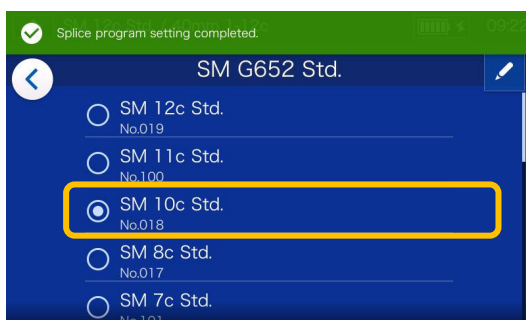 Splice program setting completed.
SM G652 Std.
SM 12c Std.
No.019
SM 11c Std.
No.100
SM 10c Std.
No.018
SM 8c Std.
No.017
SM 7c Std.